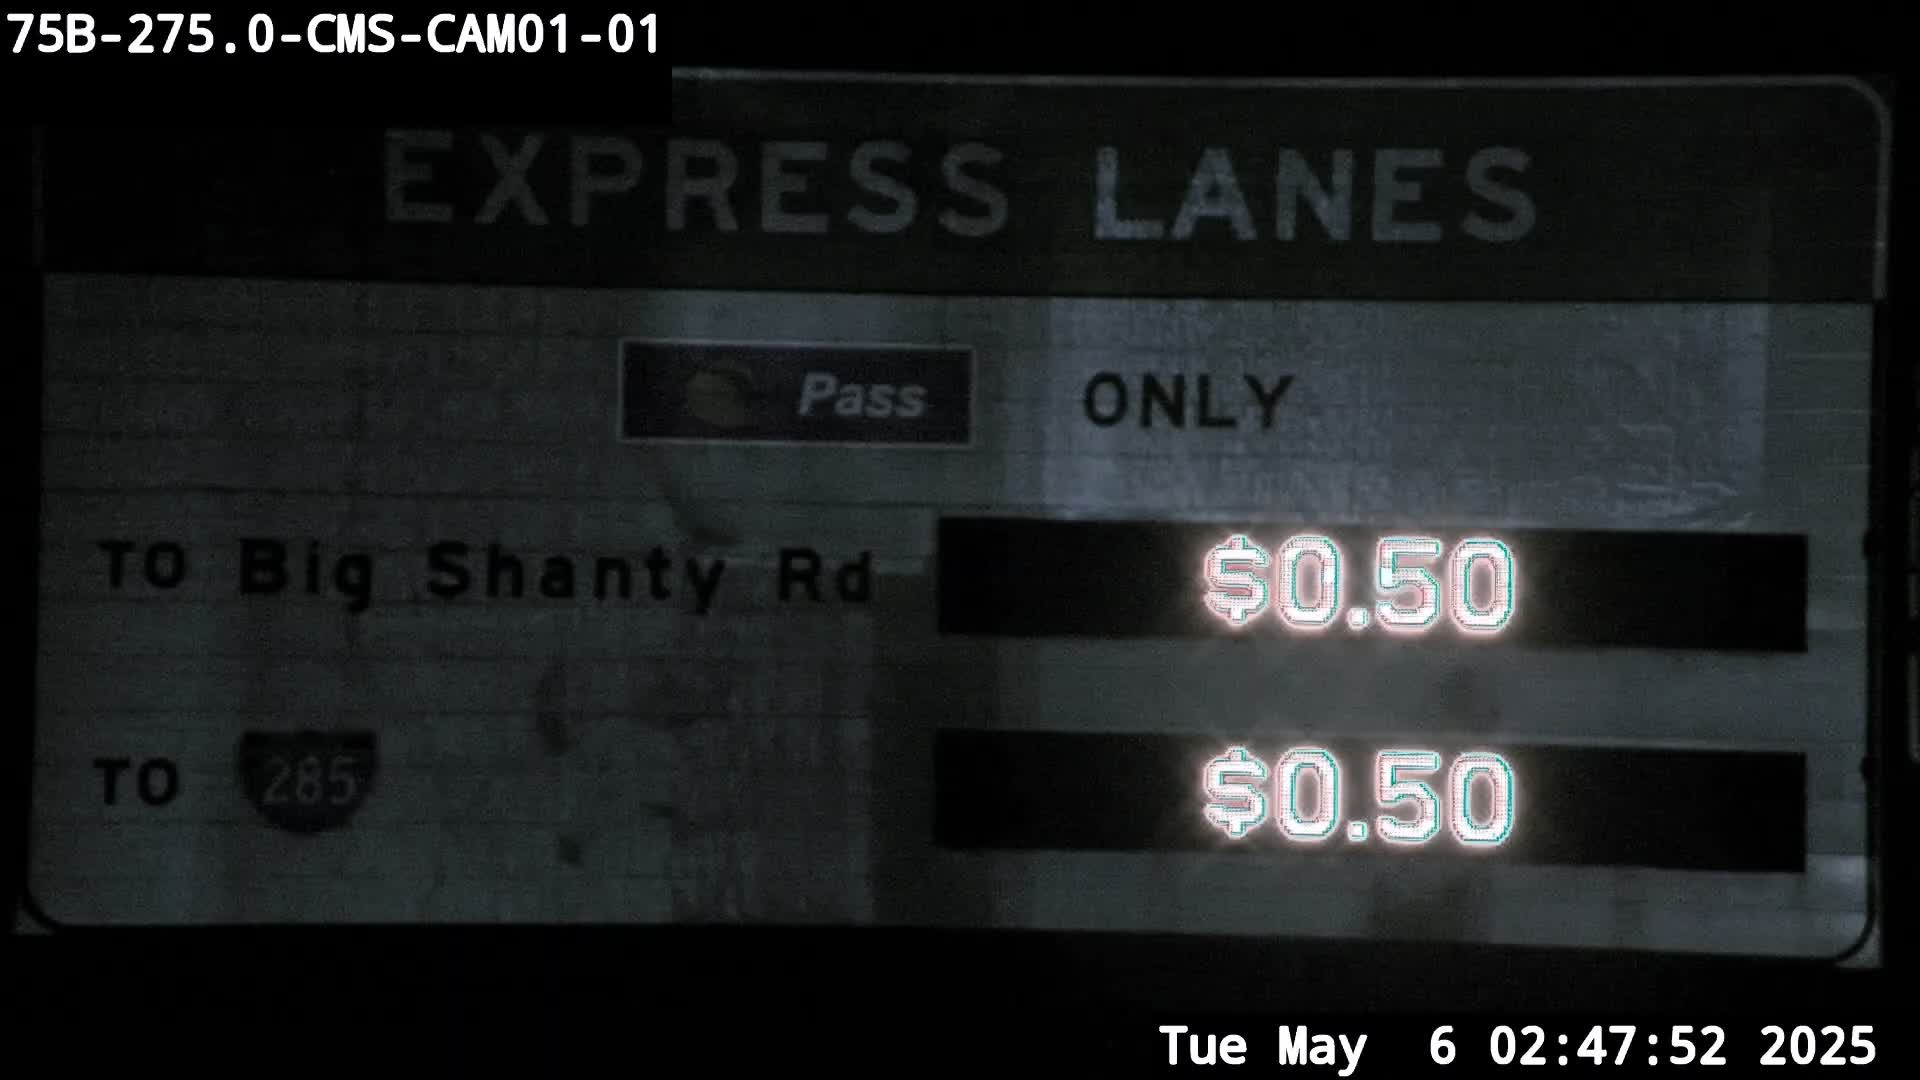 75B-275.0-CMS-CAM01-01
EXPRESS LANES
Pass ONLY
TO Big Shanty Rd $0.50
TO 285 $0.50
Tue May 6 02:47:52 2025